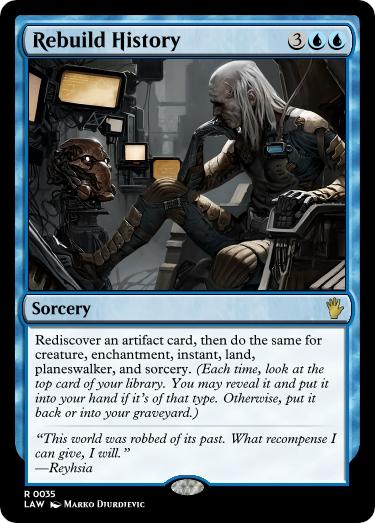 Rebuild History
3
Sorcery
Rediscover an artifact card, then do the same for
creature, enchantment, instant, land,
planeswalker, and sorcery. (Each time, look at the
top card of your library. You may reveal it and put it
into your hand if it's of that type. Otherwise, put it
back or into your graveyard.)
"This world was robbed of its past. What recompense I
can give, I will."
—Reyhsia
R 0035
LAW Marko Djurdjevic